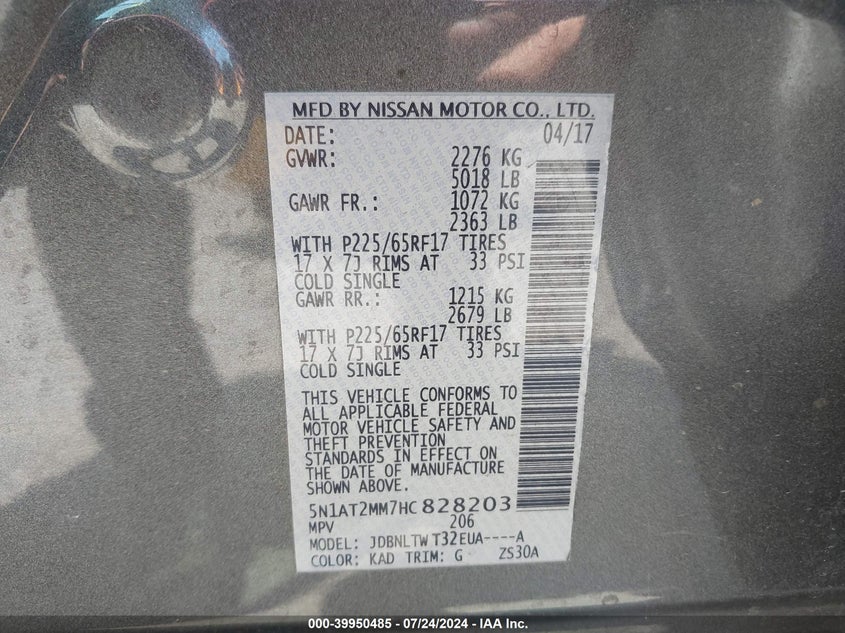 MFD BY NISSAN MOTOR CO., LTD.
DATE: 04/17
GVWR: 2276 KG
5018 LB
GAWR FR.: 1072 KG
2363 LB
WITH P225/65RF17 TIRES
17 X 7J RIMS AT 33 PSI
COLD SINGLE
GAWR RR.: 1215 KG
2679 LB
WITH P225/65RF17 TIRES
17 X 7J RIMS AT 33 PSI
COLD SINGLE
THIS VEHICLE CONFORMS TO
ALL APPLICABLE FEDERAL
MOTOR VEHICLE SAFETY AND
THEFT PREVENTION
STANDARDS IN EFFECT ON
THE DATE OF MANUFACTURE
SHOWN ABOVE.
5N1AT2MM7HC828203
MPV 206
MODEL: JDBNLTW T32EUA----A
COLOR: KAD TRIM: G ZS30A
000-39950485 - 07/24/2024 - IAA Inc.